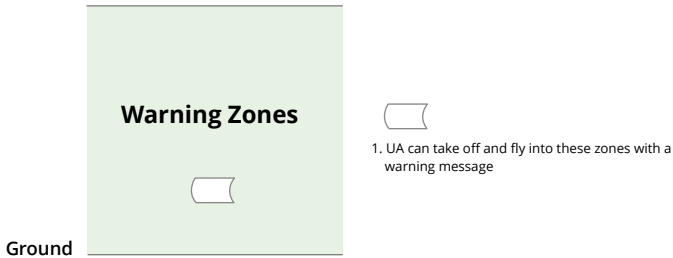 Warning Zones
1. UA can take off and fly into these zones with a
warning message
Ground